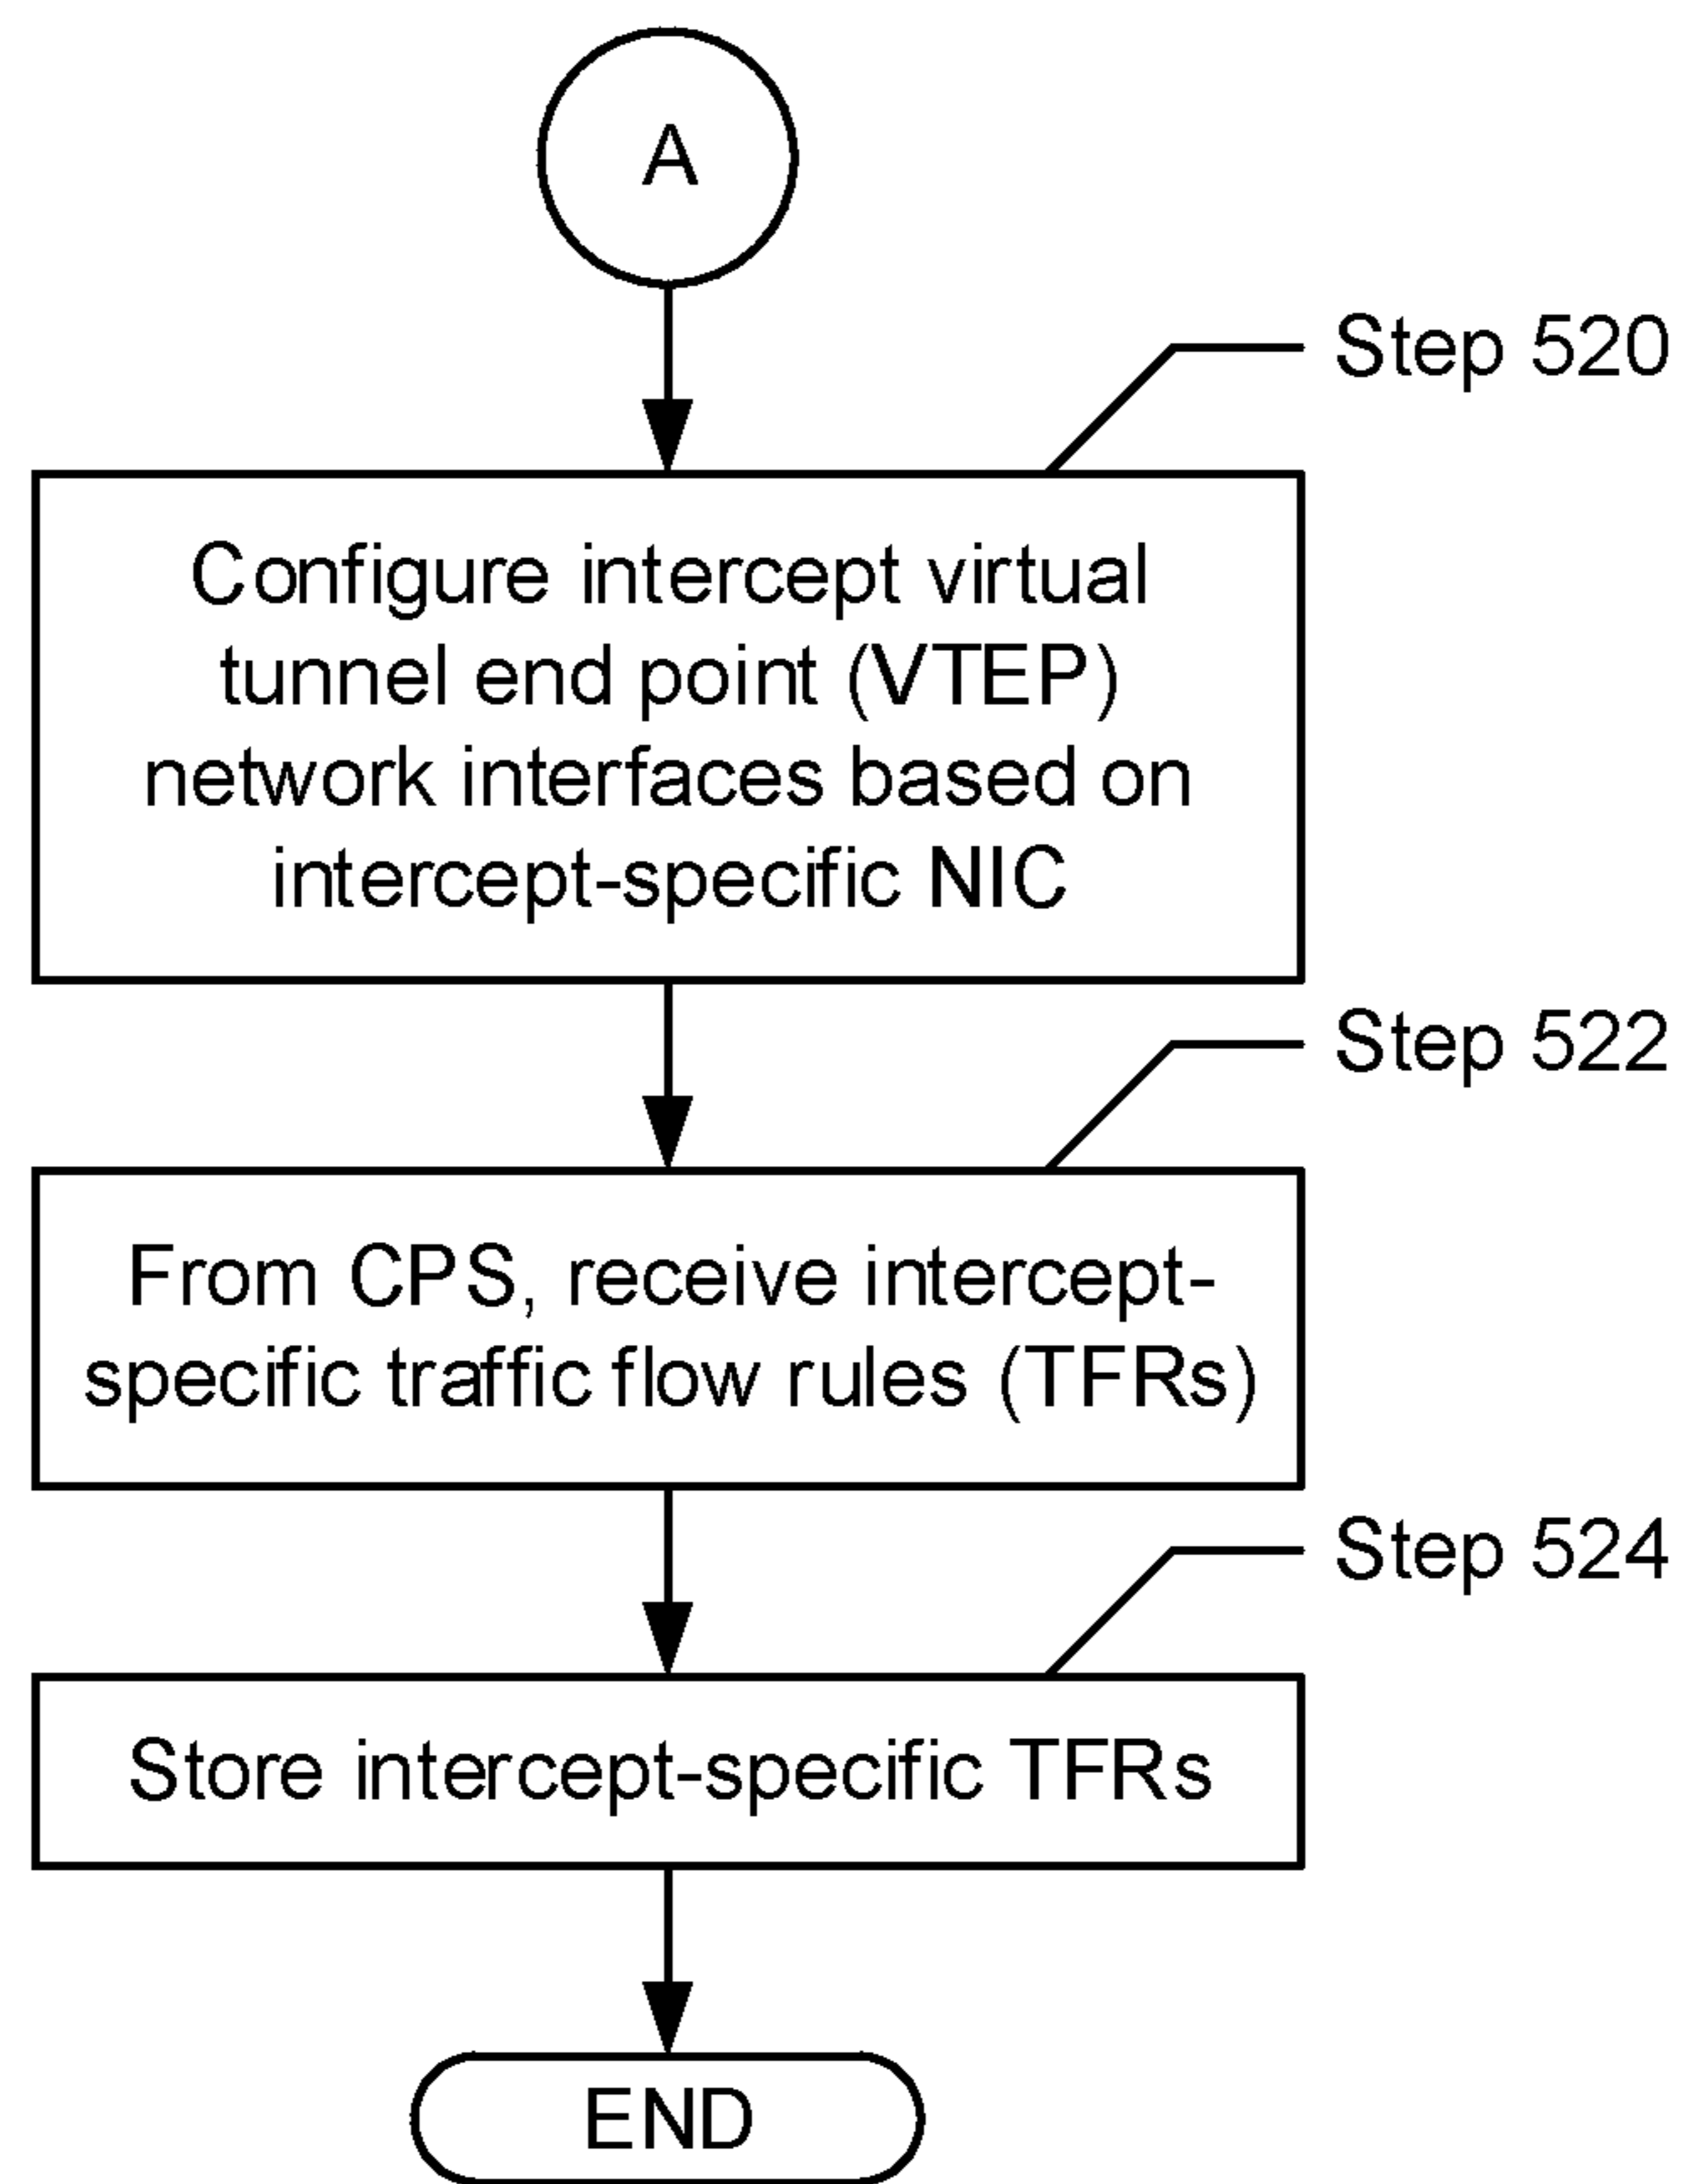 A
Step 520
Configure intercept virtual
tunnel end point (VTEP)
network interfaces based on
intercept-specific NIC
Step 522
From CPS, receive intercept-
specific traffic flow rules (TFRs)
Step 524
Store intercept-specific TFRs
END